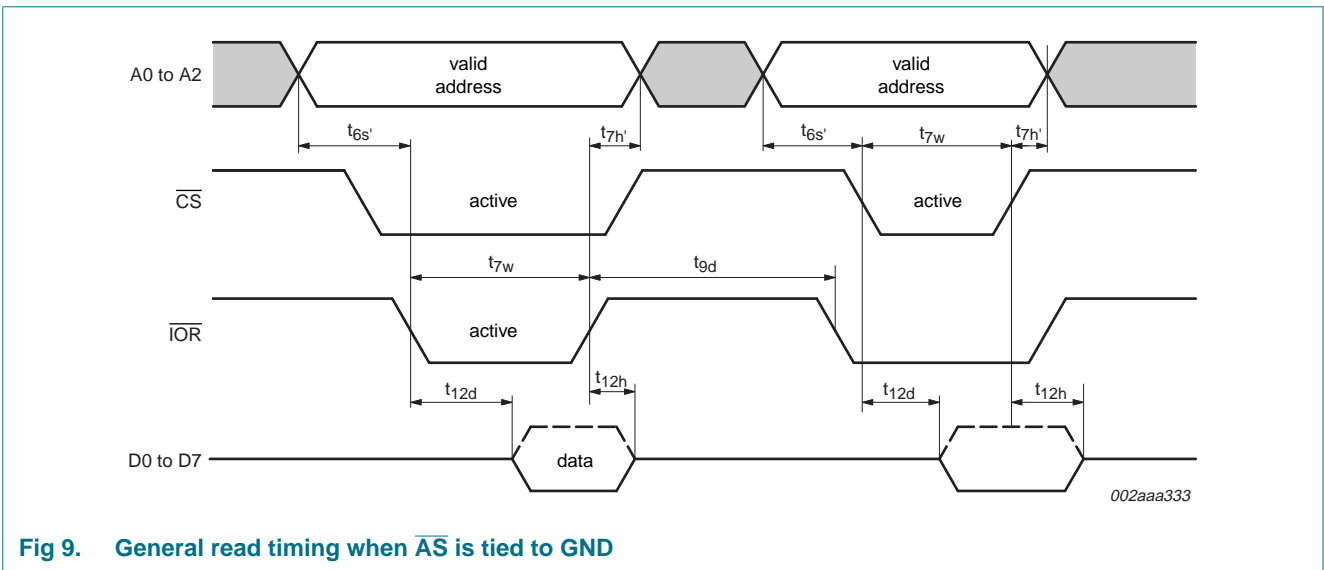 A0 to A2
valid
address
valid
address
t6s'
t7h'
t6s'
t7w
t7h'
CS
active
active
t7w
t9d
IOR
active
t12d
t12h
t12d
t12h
D0 to D7
data
002aaa333
Fig 9. General read timing when AS is tied to GND